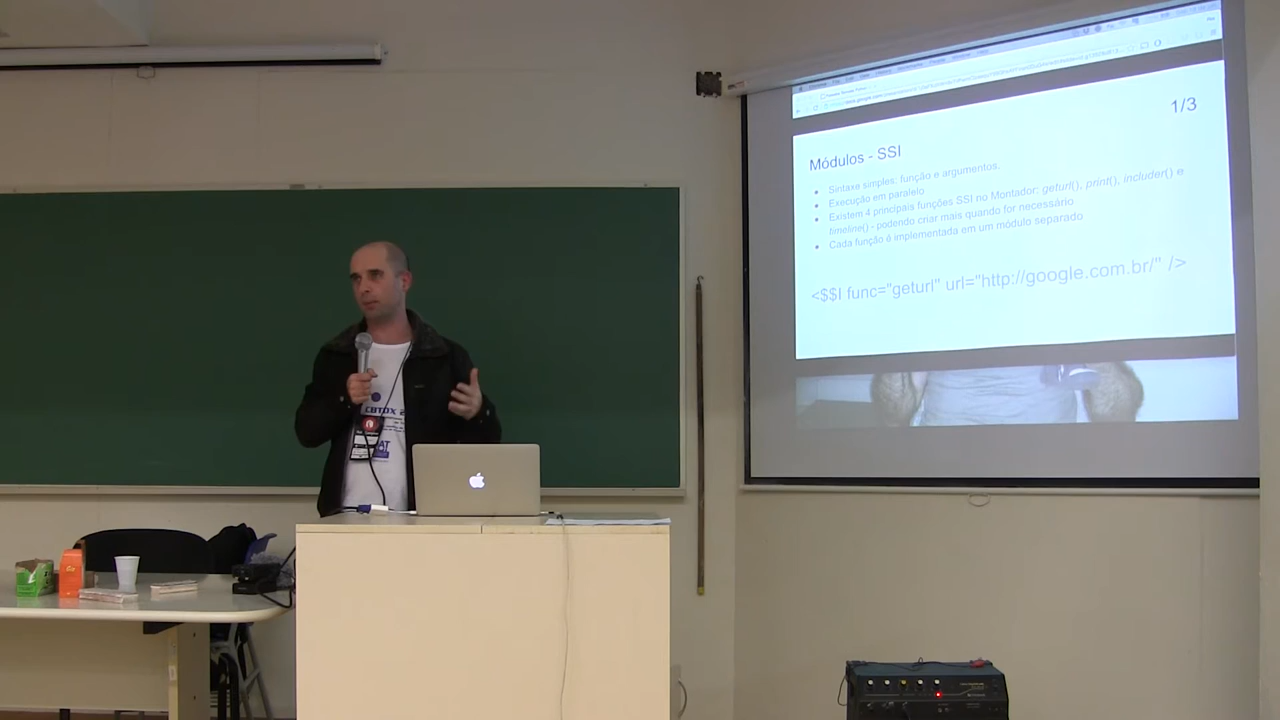 1/3
Módulos - SSI
Sintaxe simples: função e argumentos.
Execução em paralelo
Existem 4 principais funções SSI no Montador: geturl(), print(), includer() e
timeline() - podendo criar mais quando for necessário
Cada função é implementada em um módulo separado
<$$I func="geturl" url="http://google.com.br/" />